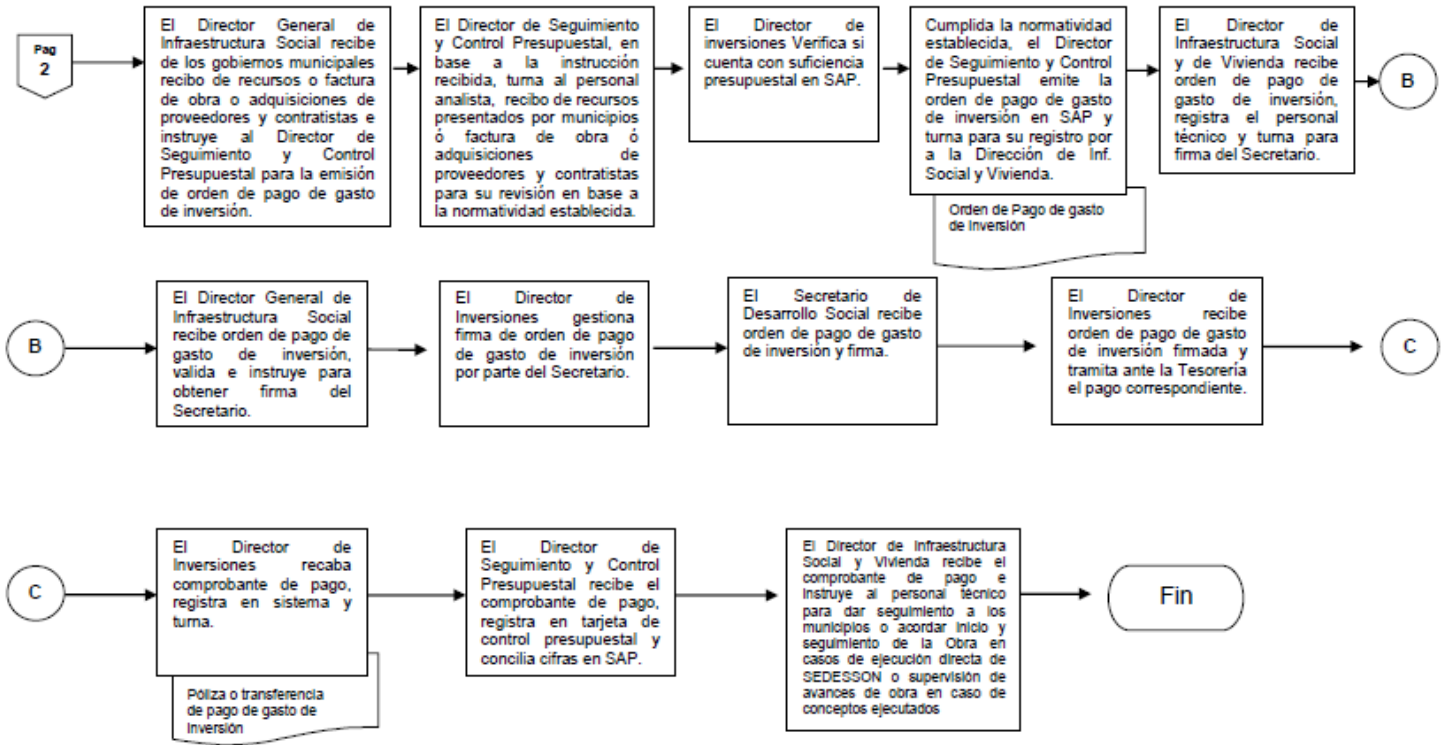 Pag
2
El Director General de
Infraestructura Social recibe
de los gobiernos municipales
recibo de recursos o factura
de obra o adquisiciones de
proveedores y contratistas e
instruye al Director de
Seguimiento y Control
Presupuestal para la emisión
de orden de pago de gasto
de inversión.
El Director de Seguimiento
y Control Presupuestal, en
base a la instrucción
recibida, turna al personal
analista, recibo de recursos
presentados por municipios
ó factura de obra ó
adquisiciones de
proveedores y contratistas
para su revisión en base a
la normatividad establecida.
El Director de
inversiones Verifica si
cuenta con suficiencia
presupuestal en SAP.
Cumplida la normatividad
establecida, el Director
de Seguimiento y Control
Presupuestal emite la
orden de pago de gasto
de inversión en SAP y
turna para su registro por
a la Dirección de Inf.
Social y Vivienda.
Orden de Pago de gasto
de inversión
El Director de
Infraestructura Social
y de Vivienda recibe
orden de pago de
gasto de inversión,
registra el personal
técnico y turna para
firma del Secretario.
B
B
El Director General de
Infraestructura Social
recibe orden de pago de
gasto de inversión,
valida e instruye para
obtener firma del
Secretario.
El Director de
Inversiones gestiona
firma de orden de pago
de gasto de inversión
por parte del Secretario.
El Secretario de
Desarrollo Social recibe
orden de pago de gasto
de inversión y firma.
El Director de
Inversiones recibe
orden de pago de gasto
de inversión firmada y
tramita ante la Tesorería
el pago correspondiente.
C
C
El Director de
Inversiones recaba
comprobante de pago,
registra en sistema y
turna.
Póliza o transferencia
de pago de gasto de
Inversión
El Director de
Seguimiento y Control
Presupuestal recibe el
comprobante de pago,
registra en tarjeta de
control presupuestal y
concilia cifras en SAP.
El Director de Infraestructura
Social y Vivienda recibe el
comprobante de pago e
Instruye al personal técnico
para dar seguimiento a los
municipios o acordar inicio y
seguimiento de la Obra en
casos de ejecución directa de
SEDESSON o supervisión de
avances de obra en caso de
conceptos ejecutados
Fin